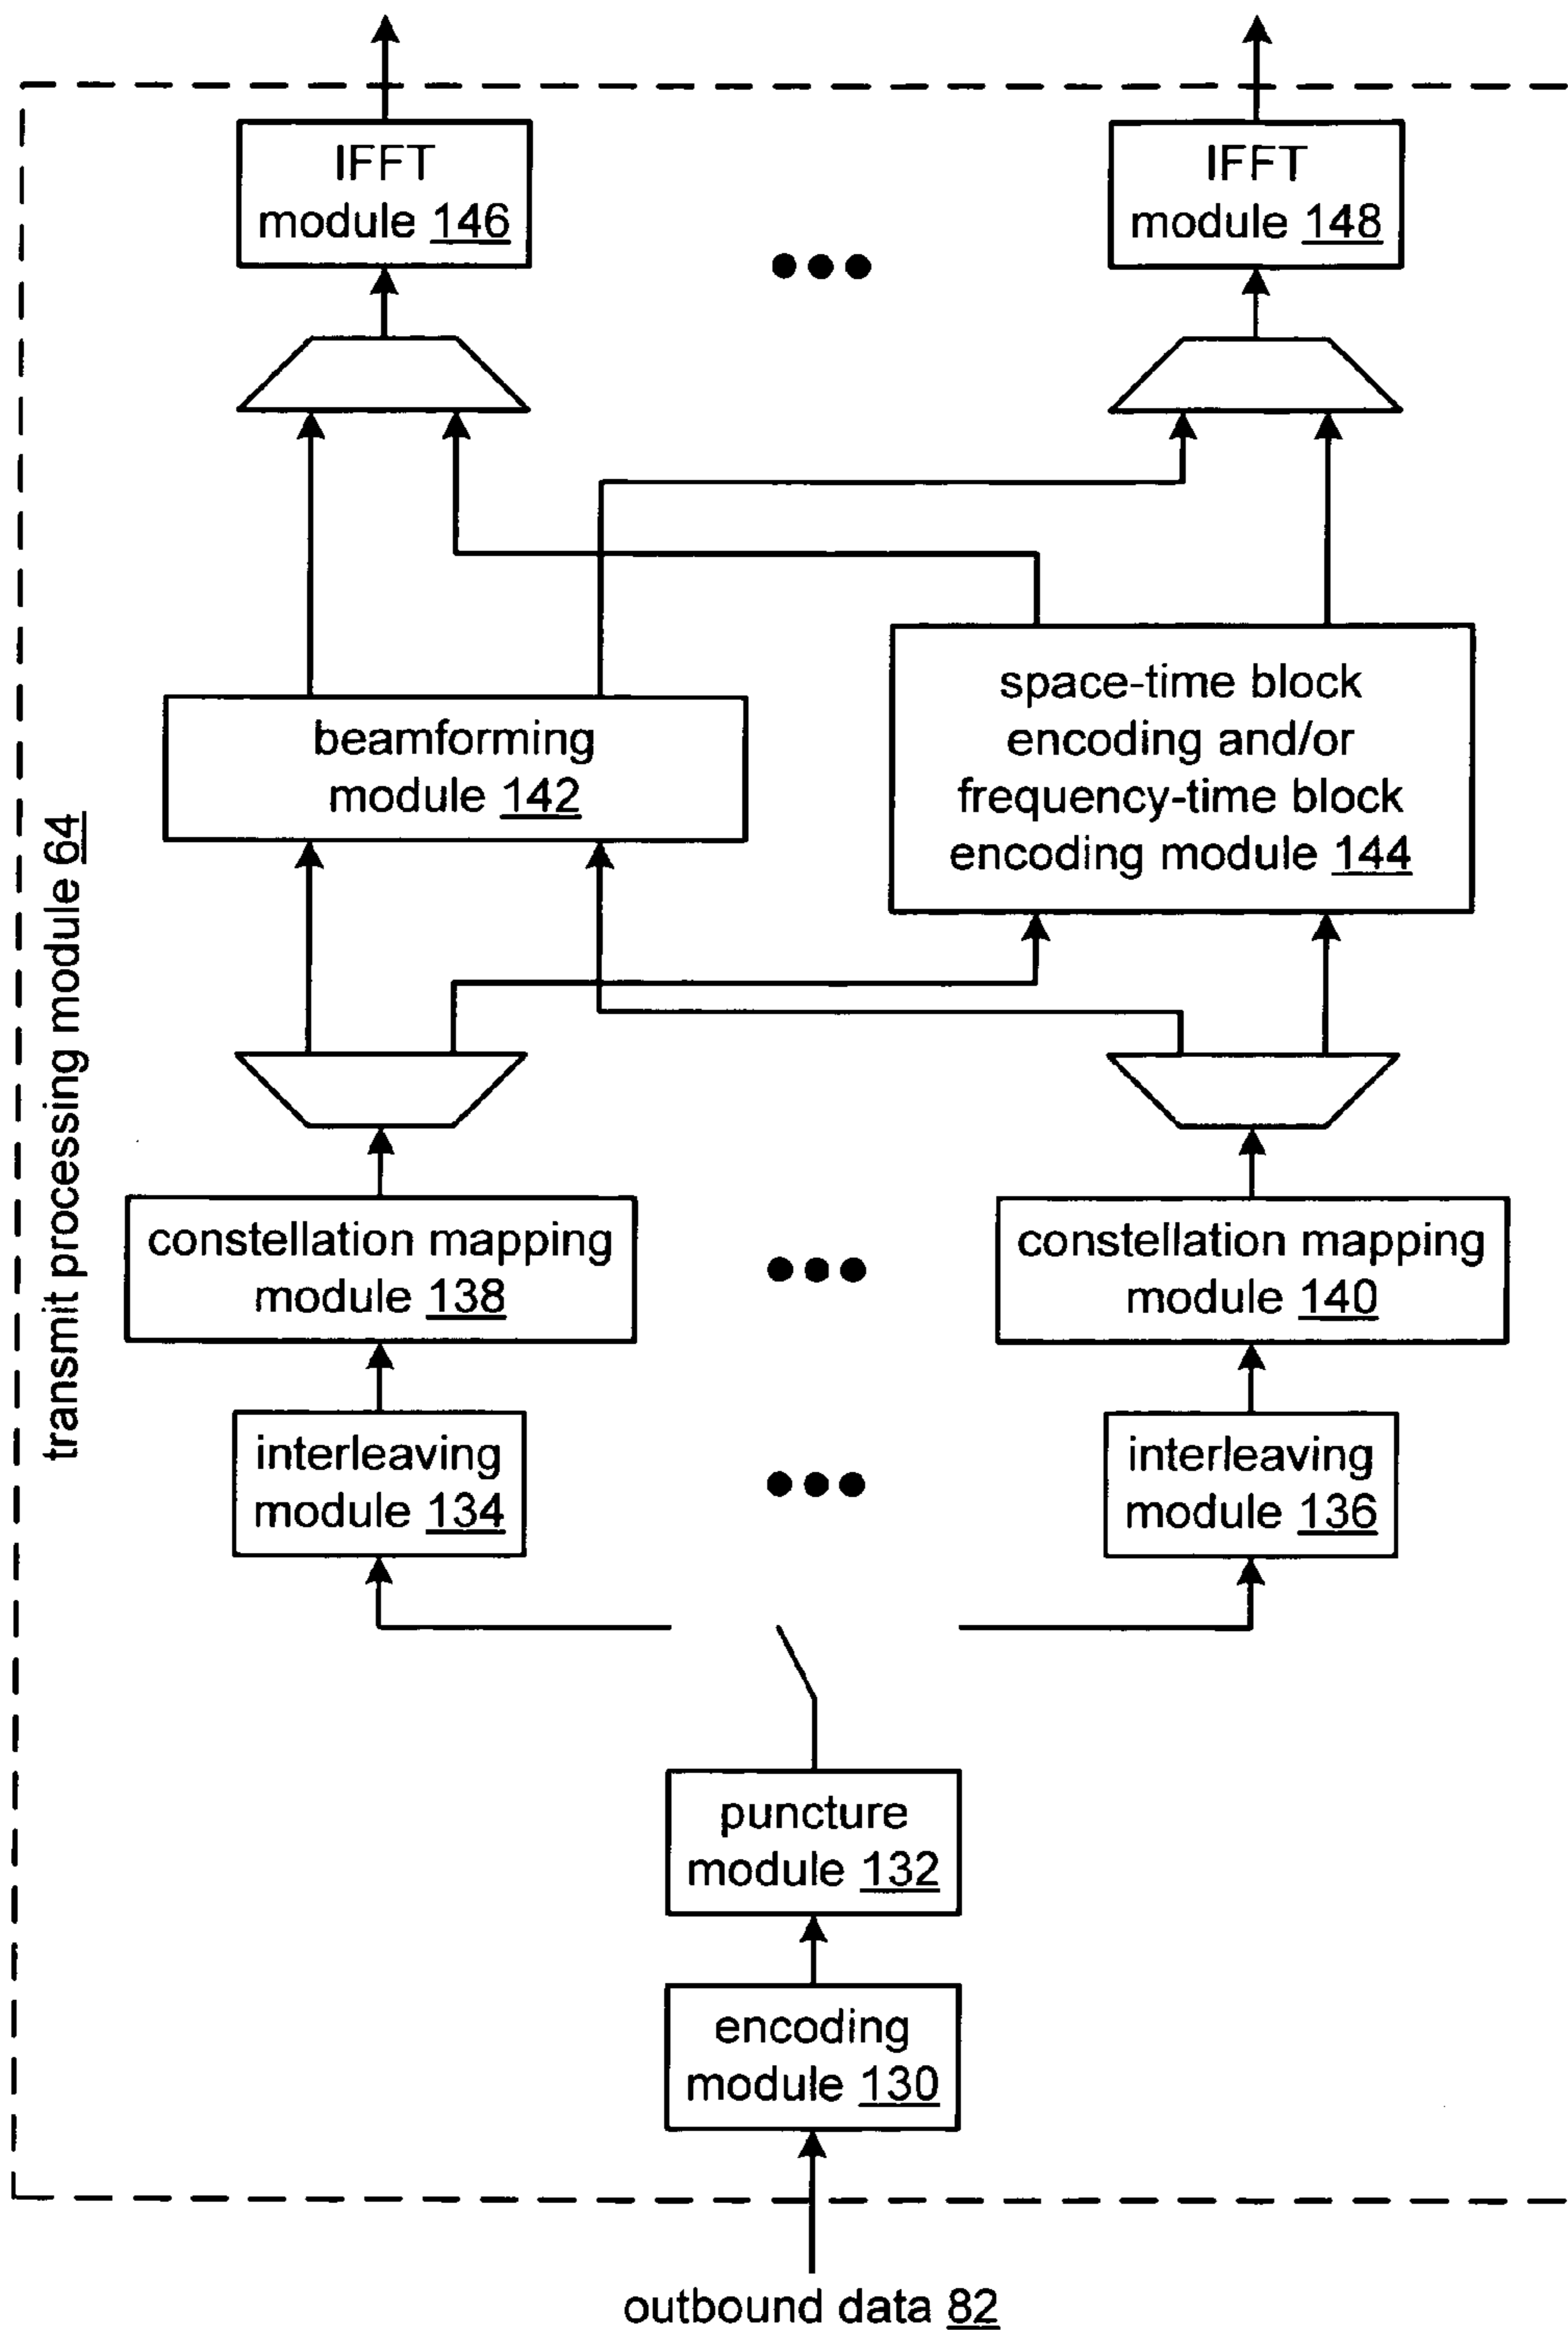 IFFT
module 146
IFFT
module 148
beamforming
module 142
space-time block
encoding and/or
frequency-time block
encoding module 144
transmit processing module 64
constellation mapping
module 138
constellation mapping
module 140
interleaving
module 134
interleaving
module 136
puncture
module 132
encoding
module 130
outbound data 82